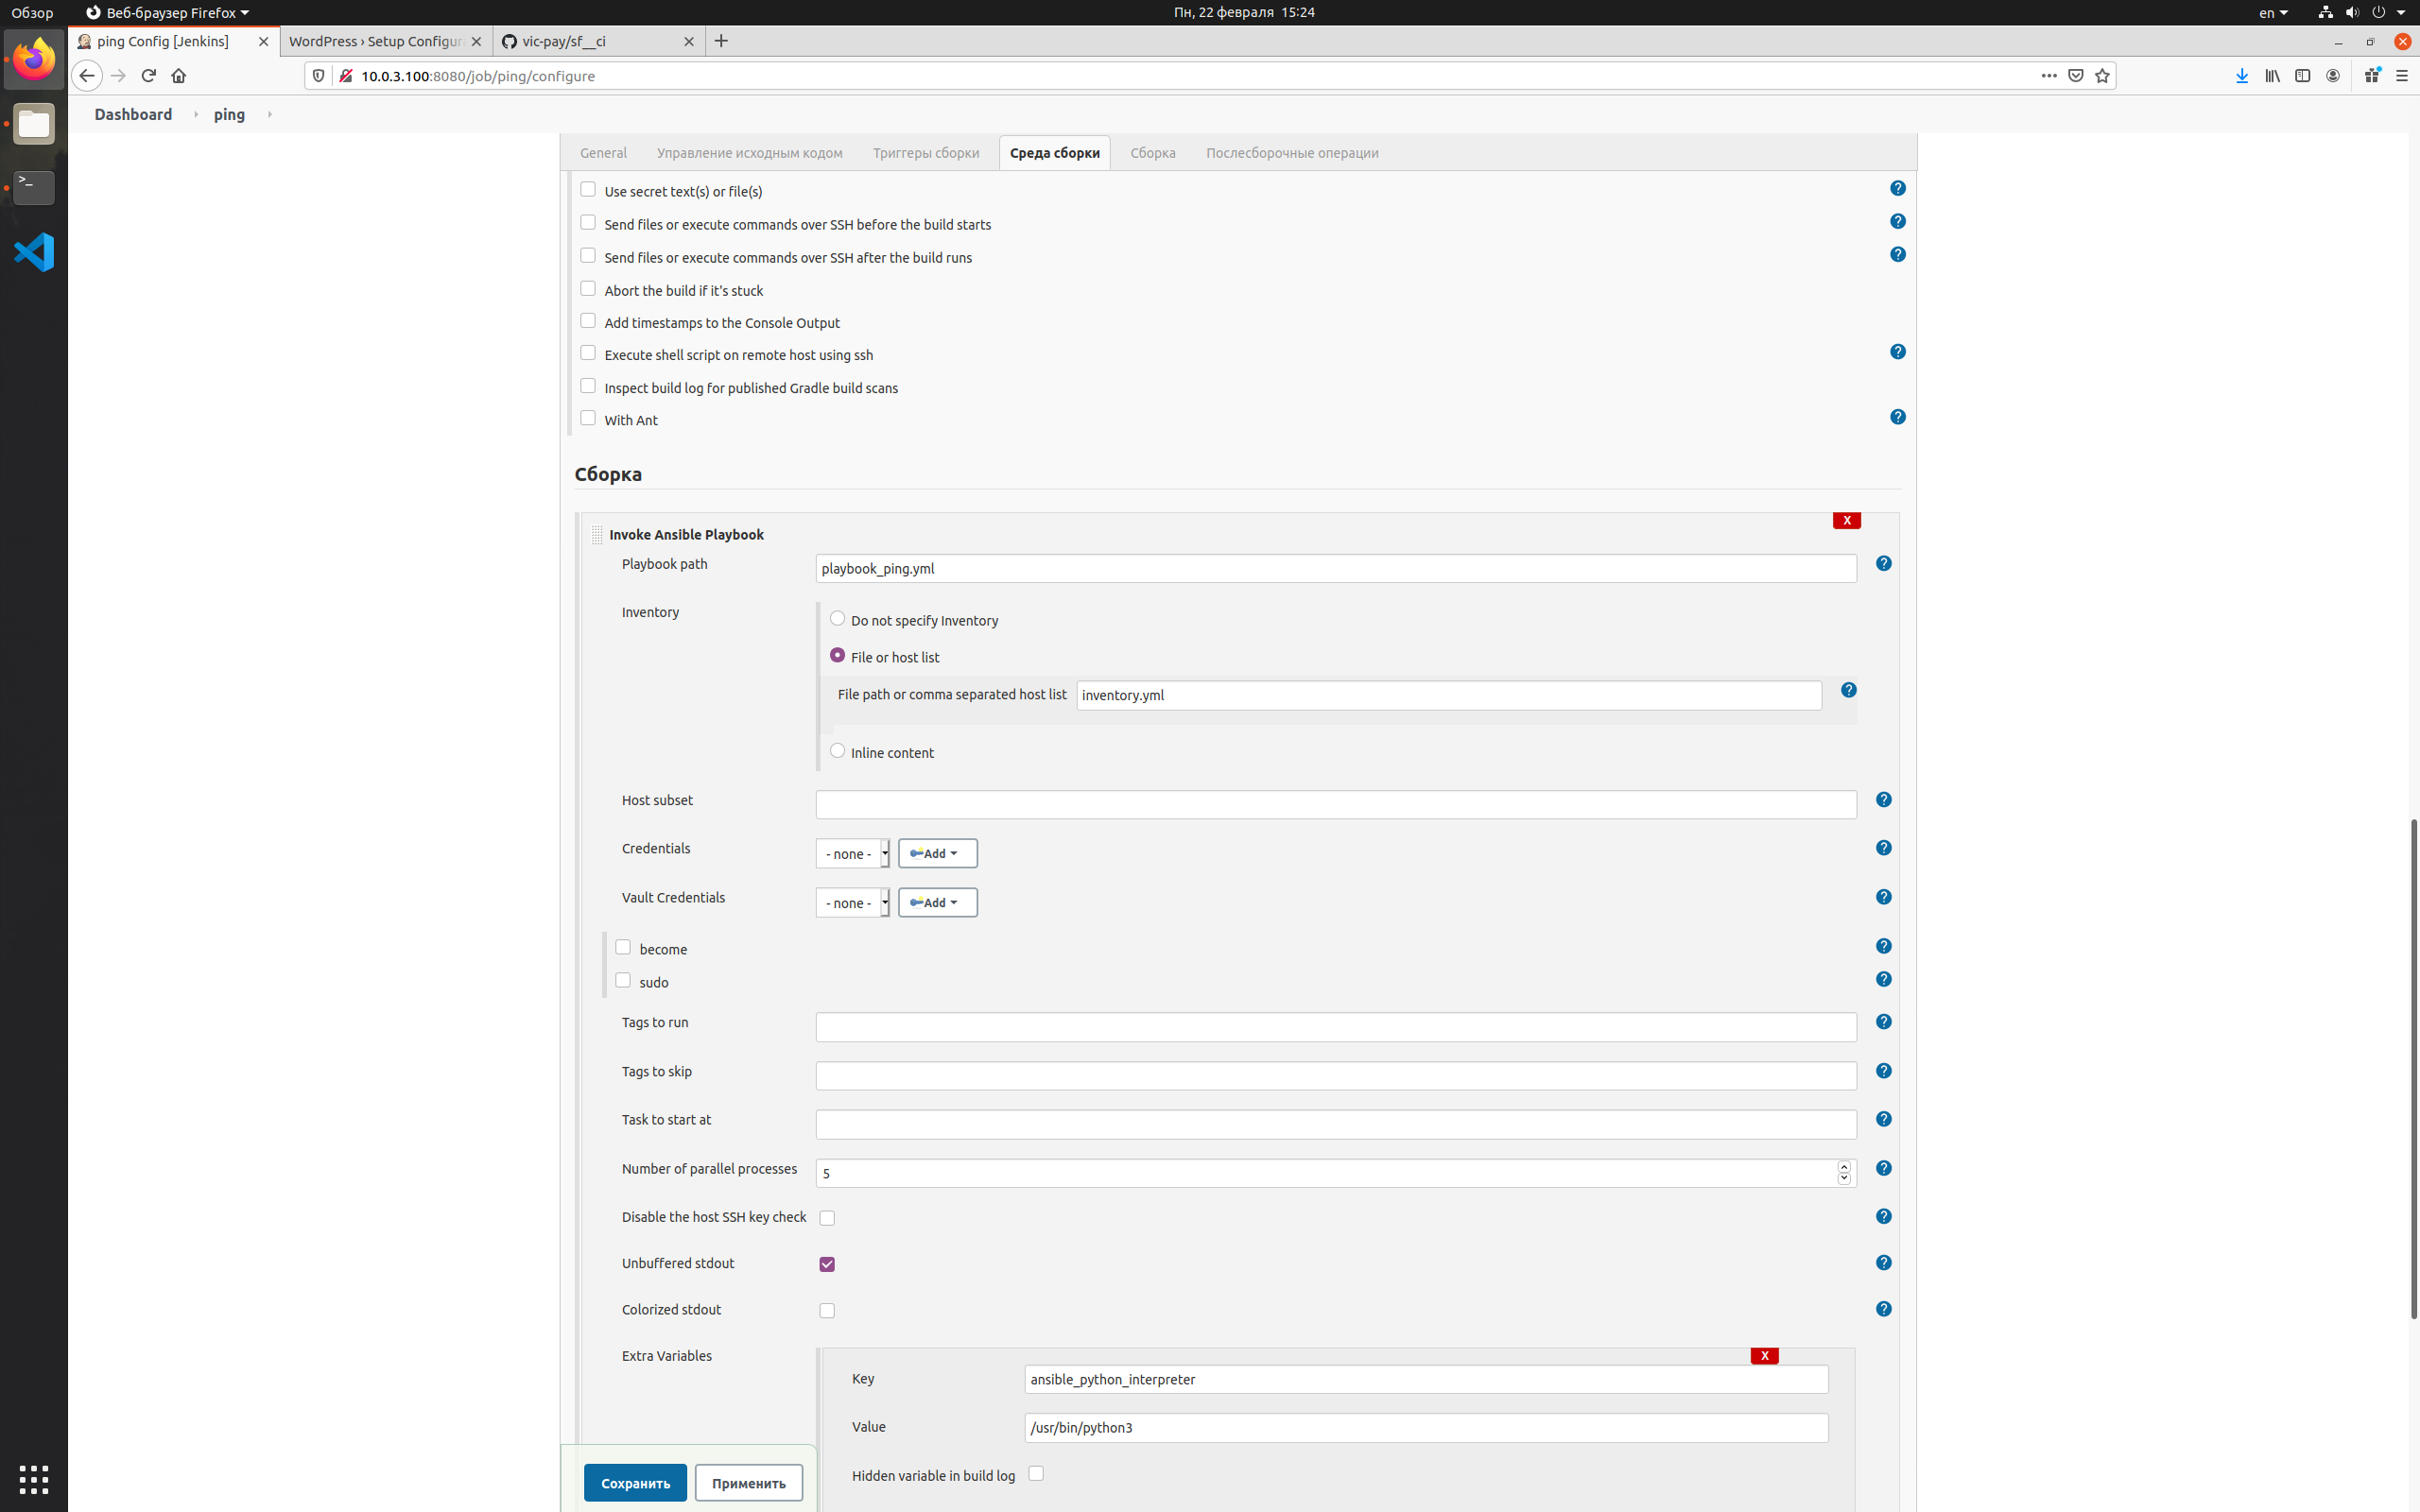 Обзор
Веб-браузер Firefox
Пн, 22 февраля 15:24
en
ping Config [Jenkins]
WordPress › Setup Configur
vic-pay/sf__ci
10.0.3.100:8080/job/ping/configure
Dashboard
ping
General
Управление исходным кодом
Триггеры сборки
Среда сборки
Сборка
Послесборочные операции
Use secret text(s) or file(s)
Send files or execute commands over SSH before the build starts
Send files or execute commands over SSH after the build runs
Abort the build if it's stuck
Add timestamps to the Console Output
Execute shell script on remote host using ssh
Inspect build log for published Gradle build scans
With Ant
Сборка
X
Invoke Ansible Playbook
Playbook path
playbook_ping.yml
Inventory
Do not specify Inventory
File or host list
File path or comma separated host list
inventory.yml
Inline content
Host subset
Credentials
- none -
Add
Vault Credentials
- none -
Add
become
sudo
Tags to run
Tags to skip
Task to start at
Number of parallel processes
5
Disable the host SSH key check
Unbuffered stdout
Colorized stdout
Extra Variables
X
Key
ansible_python_interpreter
Value
/usr/bin/python3
Hidden variable in build log
Сохранить
Применить